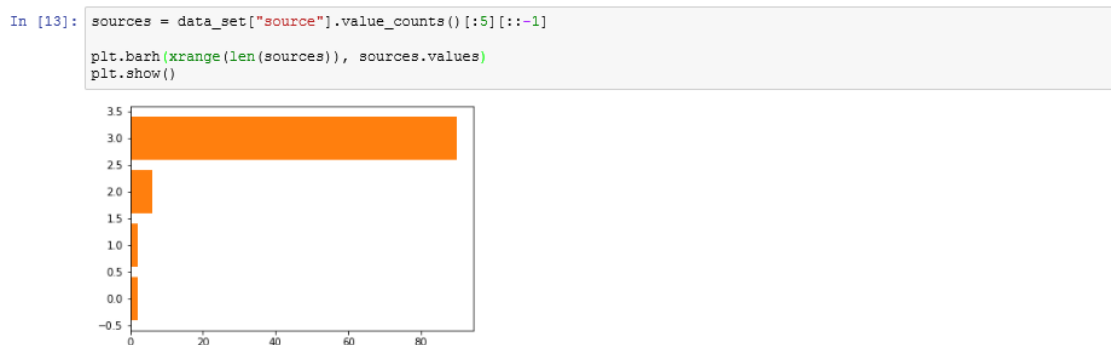 In [13]: sources = data_set["source"].value_counts()[:5][::-1]
plt.barh(xrange(len(sources)), sources.values)
plt.show()
3.5
3.0
2.5
2.0
1.5
1.0
0.5
0.0
−0.5
0 20 40 60 80